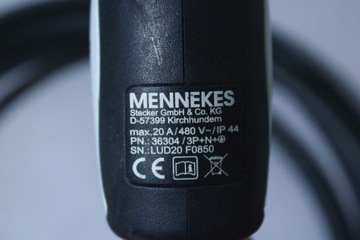 MENNEKES
Stecker GmbH & Co. KG
D-57399 Kirchhundem
max. 20 A / 480 V~ / IP 44
PN.: 36304 / 3P+N+⏚
SN.: LUD20 F0850
CE